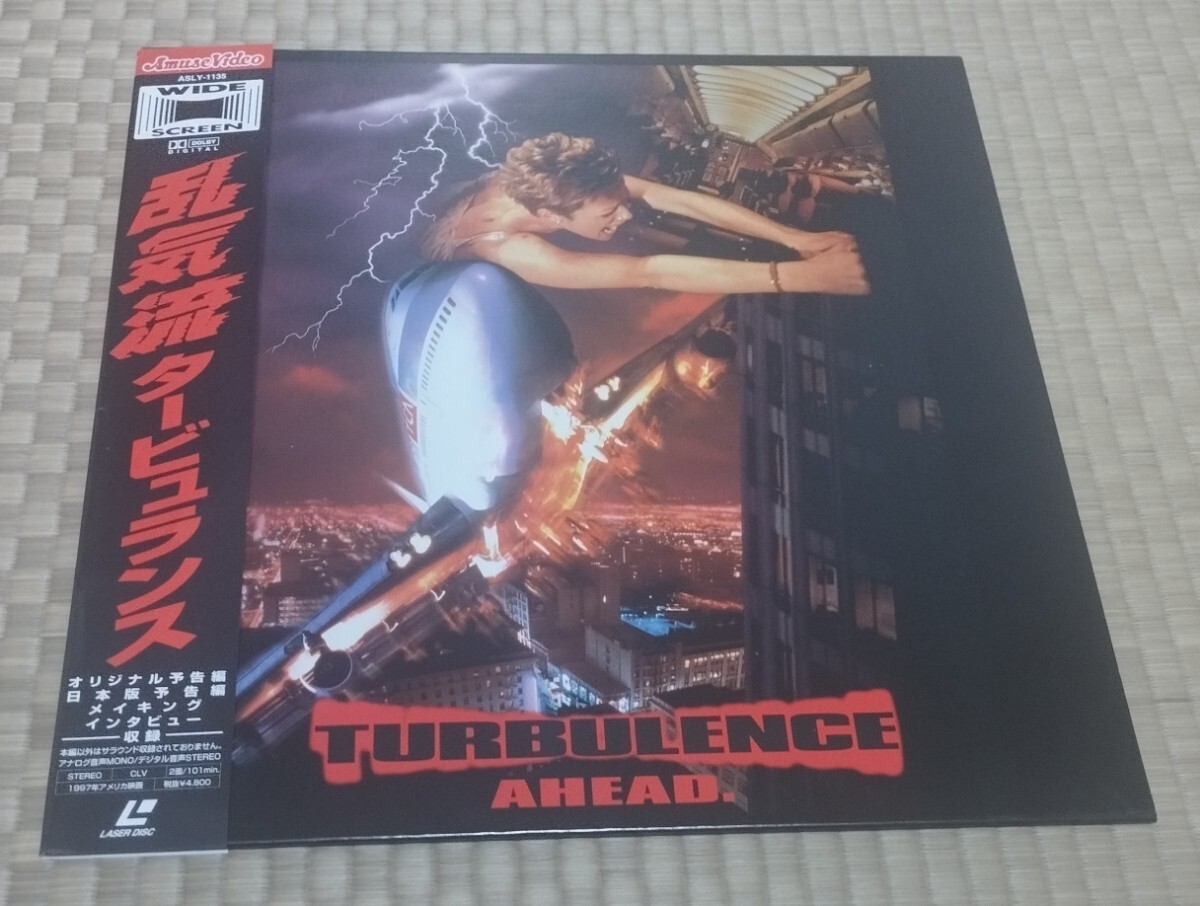 Amuse Video
ASLY-1135
WIDE
SCREEN
DOLBY
DIGITAL
乱気流
タービュランス
オリジナル予告編
日本版予告編
メイキング
インタビュー
収録
本編以外はサラウンド収録されておりません。
アナログ音声MONO/デジタル音声STEREO
STEREO CLV 2面/101min.
1997年アメリカ映画 税抜¥4,800
LASER DISC
TURBULENCE
AHEAD.